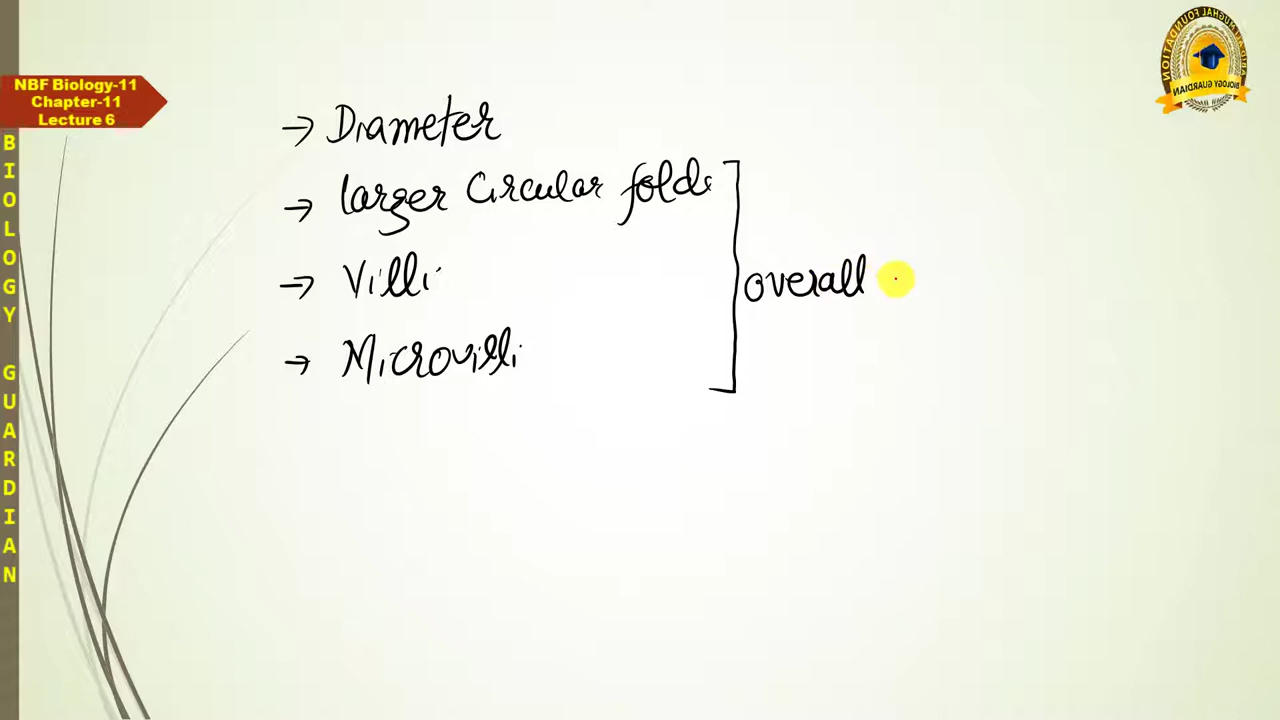 NBF Biology-11
Chapter-11
Lecture 6
BIOLOGY GUARDIAN
→ Diameter
→ larger Circular folds
→ Villi
→ Microvilli
overall
BIOLOGY GUARDIAN